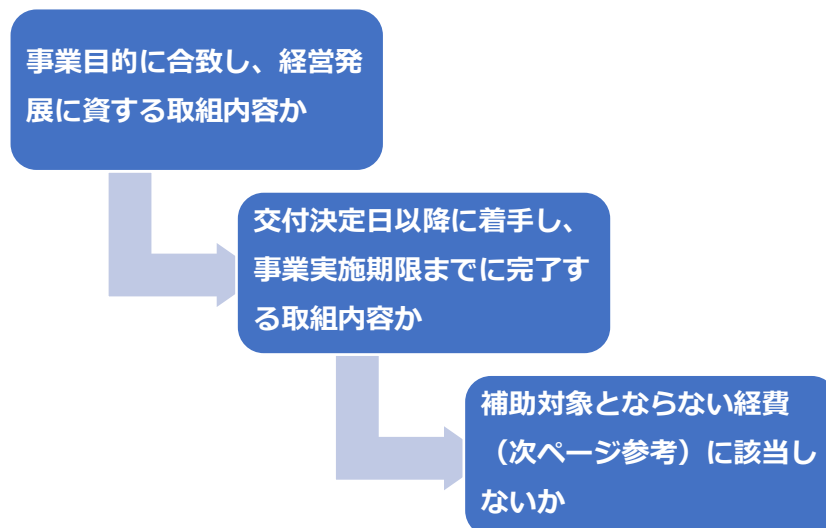 事業目的に合致し、経営発
展に資する取組内容か
交付決定日以降に着手し、
事業実施期限までに完了す
る取組内容か
補助対象とならない経費
（次ページ参考）に該当し
ないか